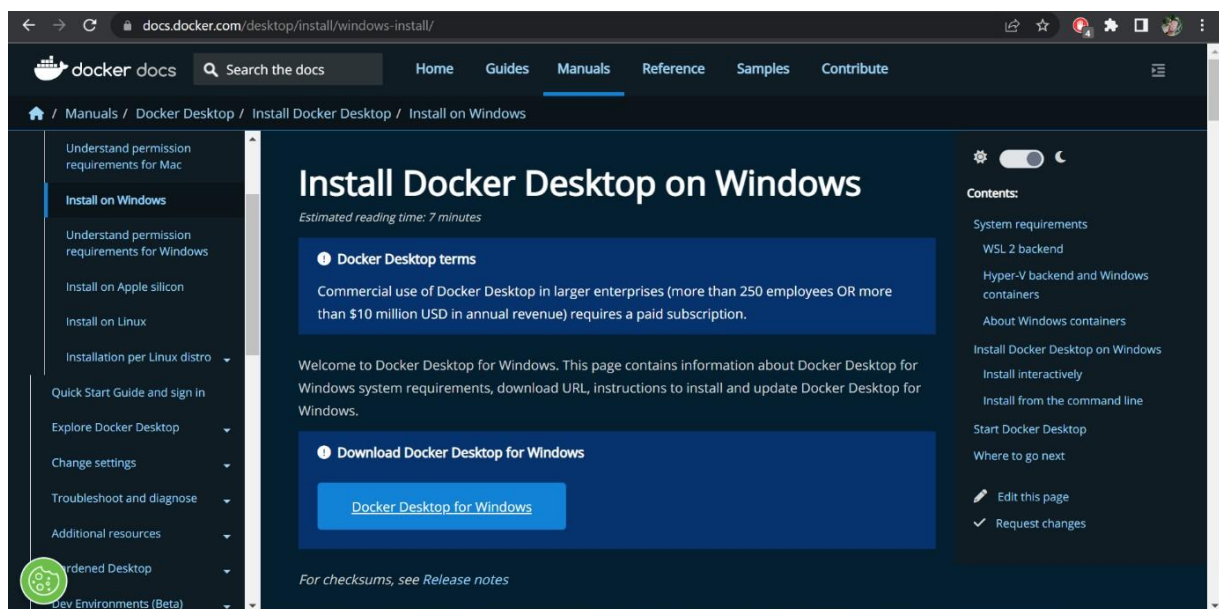 docs.docker.com/desktop/install/windows-install/
4
docker docs
Search the docs
Home Guides Manuals Reference Samples Contribute
/ Manuals / Docker Desktop / Install Docker Desktop / Install on Windows
Understand permission
requirements for Mac
Install on Windows
Understand permission
requirements for Windows
Install on Apple silicon
Install on Linux
Installation per Linux distro
Quick Start Guide and sign in
Explore Docker Desktop
Change settings
Troubleshoot and diagnose
Additional resources
rdened Desktop
Dev Environments (Beta)
Install Docker Desktop on Windows
Estimated reading time: 7 minutes
Docker Desktop terms
Commercial use of Docker Desktop in larger enterprises (more than 250 employees OR more
than $10 million USD in annual revenue) requires a paid subscription.
Welcome to Docker Desktop for Windows. This page contains information about Docker Desktop for
Windows system requirements, download URL, instructions to install and update Docker Desktop for
Windows.
Download Docker Desktop for Windows
Docker Desktop for Windows
For checksums, see Release notes
Contents:
System requirements
WSL 2 backend
Hyper-V backend and Windows
containers
About Windows containers
Install Docker Desktop on Windows
Install interactively
Install from the command line
Start Docker Desktop
Where to go next
Edit this page
Request changes